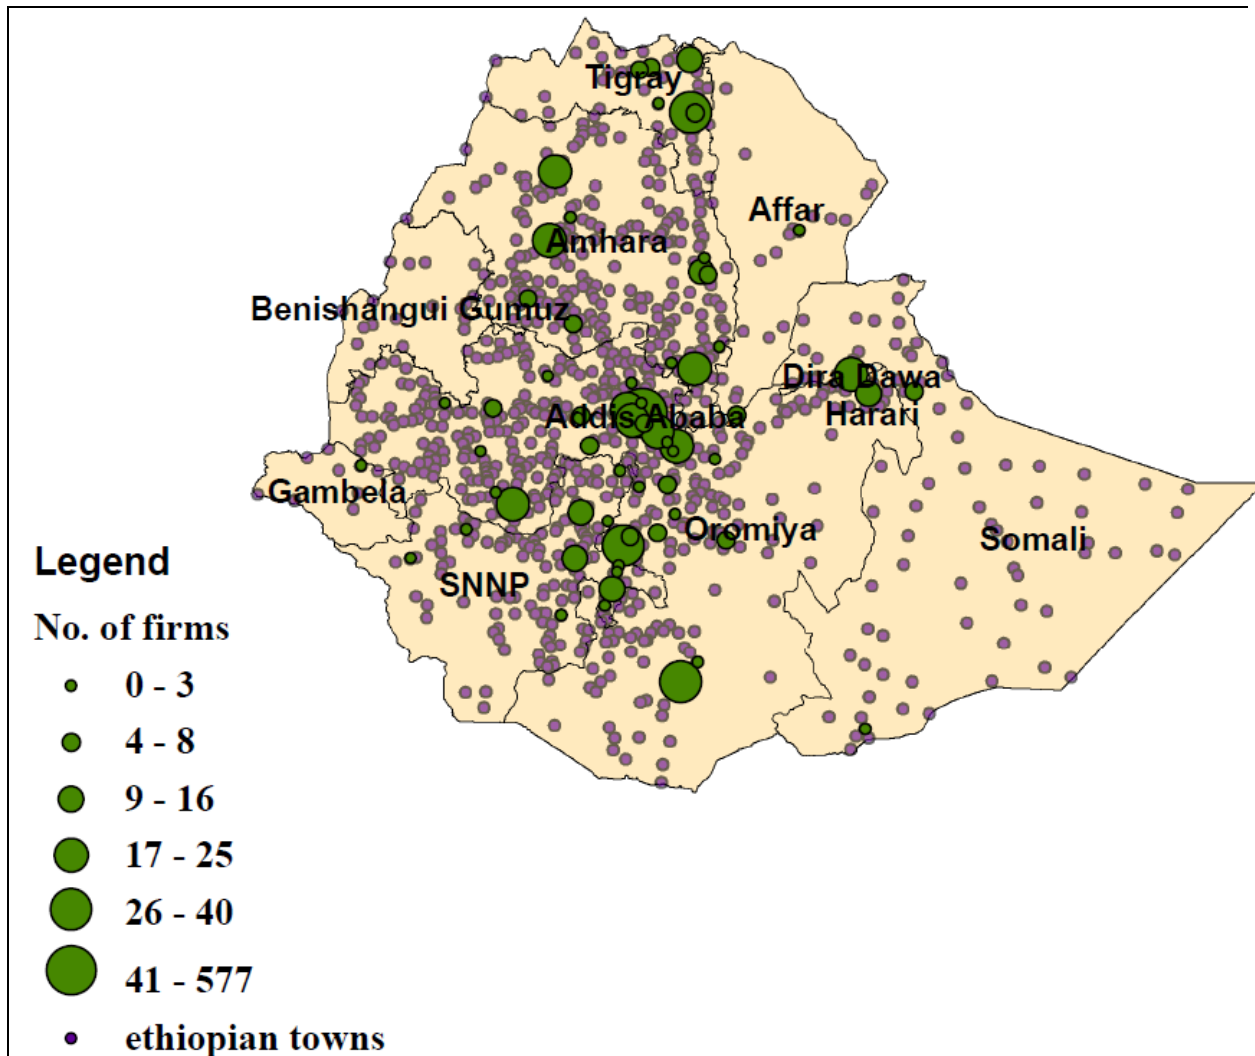 Tigray
Affar
Amhara
Benishangui Gumuz
Dira Dawa
Addis Ababa
Harari
Gambela
Oromiya
Somali
SNNP
Legend
No. of firms
0 - 3
4 - 8
9 - 16
17 - 25
26 - 40
41 - 577
ethiopian towns